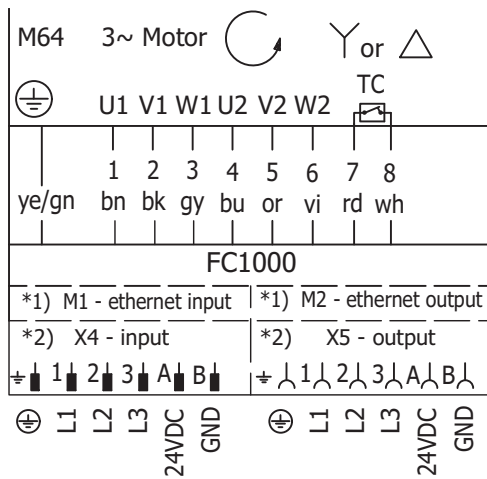 M64 3~ Motor Y or △
TC
U1 V1 W1 U2 V2 W2
1 2 3 4 5 6 7 8
ye/gn bn bk gy bu or vi rd wh
FC1000
*1) M1 - ethernet input *1) M2 - ethernet output
*2) X4 - input *2) X5 - output
1 2 3 A B 1 2 3 A B
L1 L2 L3 24VDC GND L1 L2 L3 24VDC GND